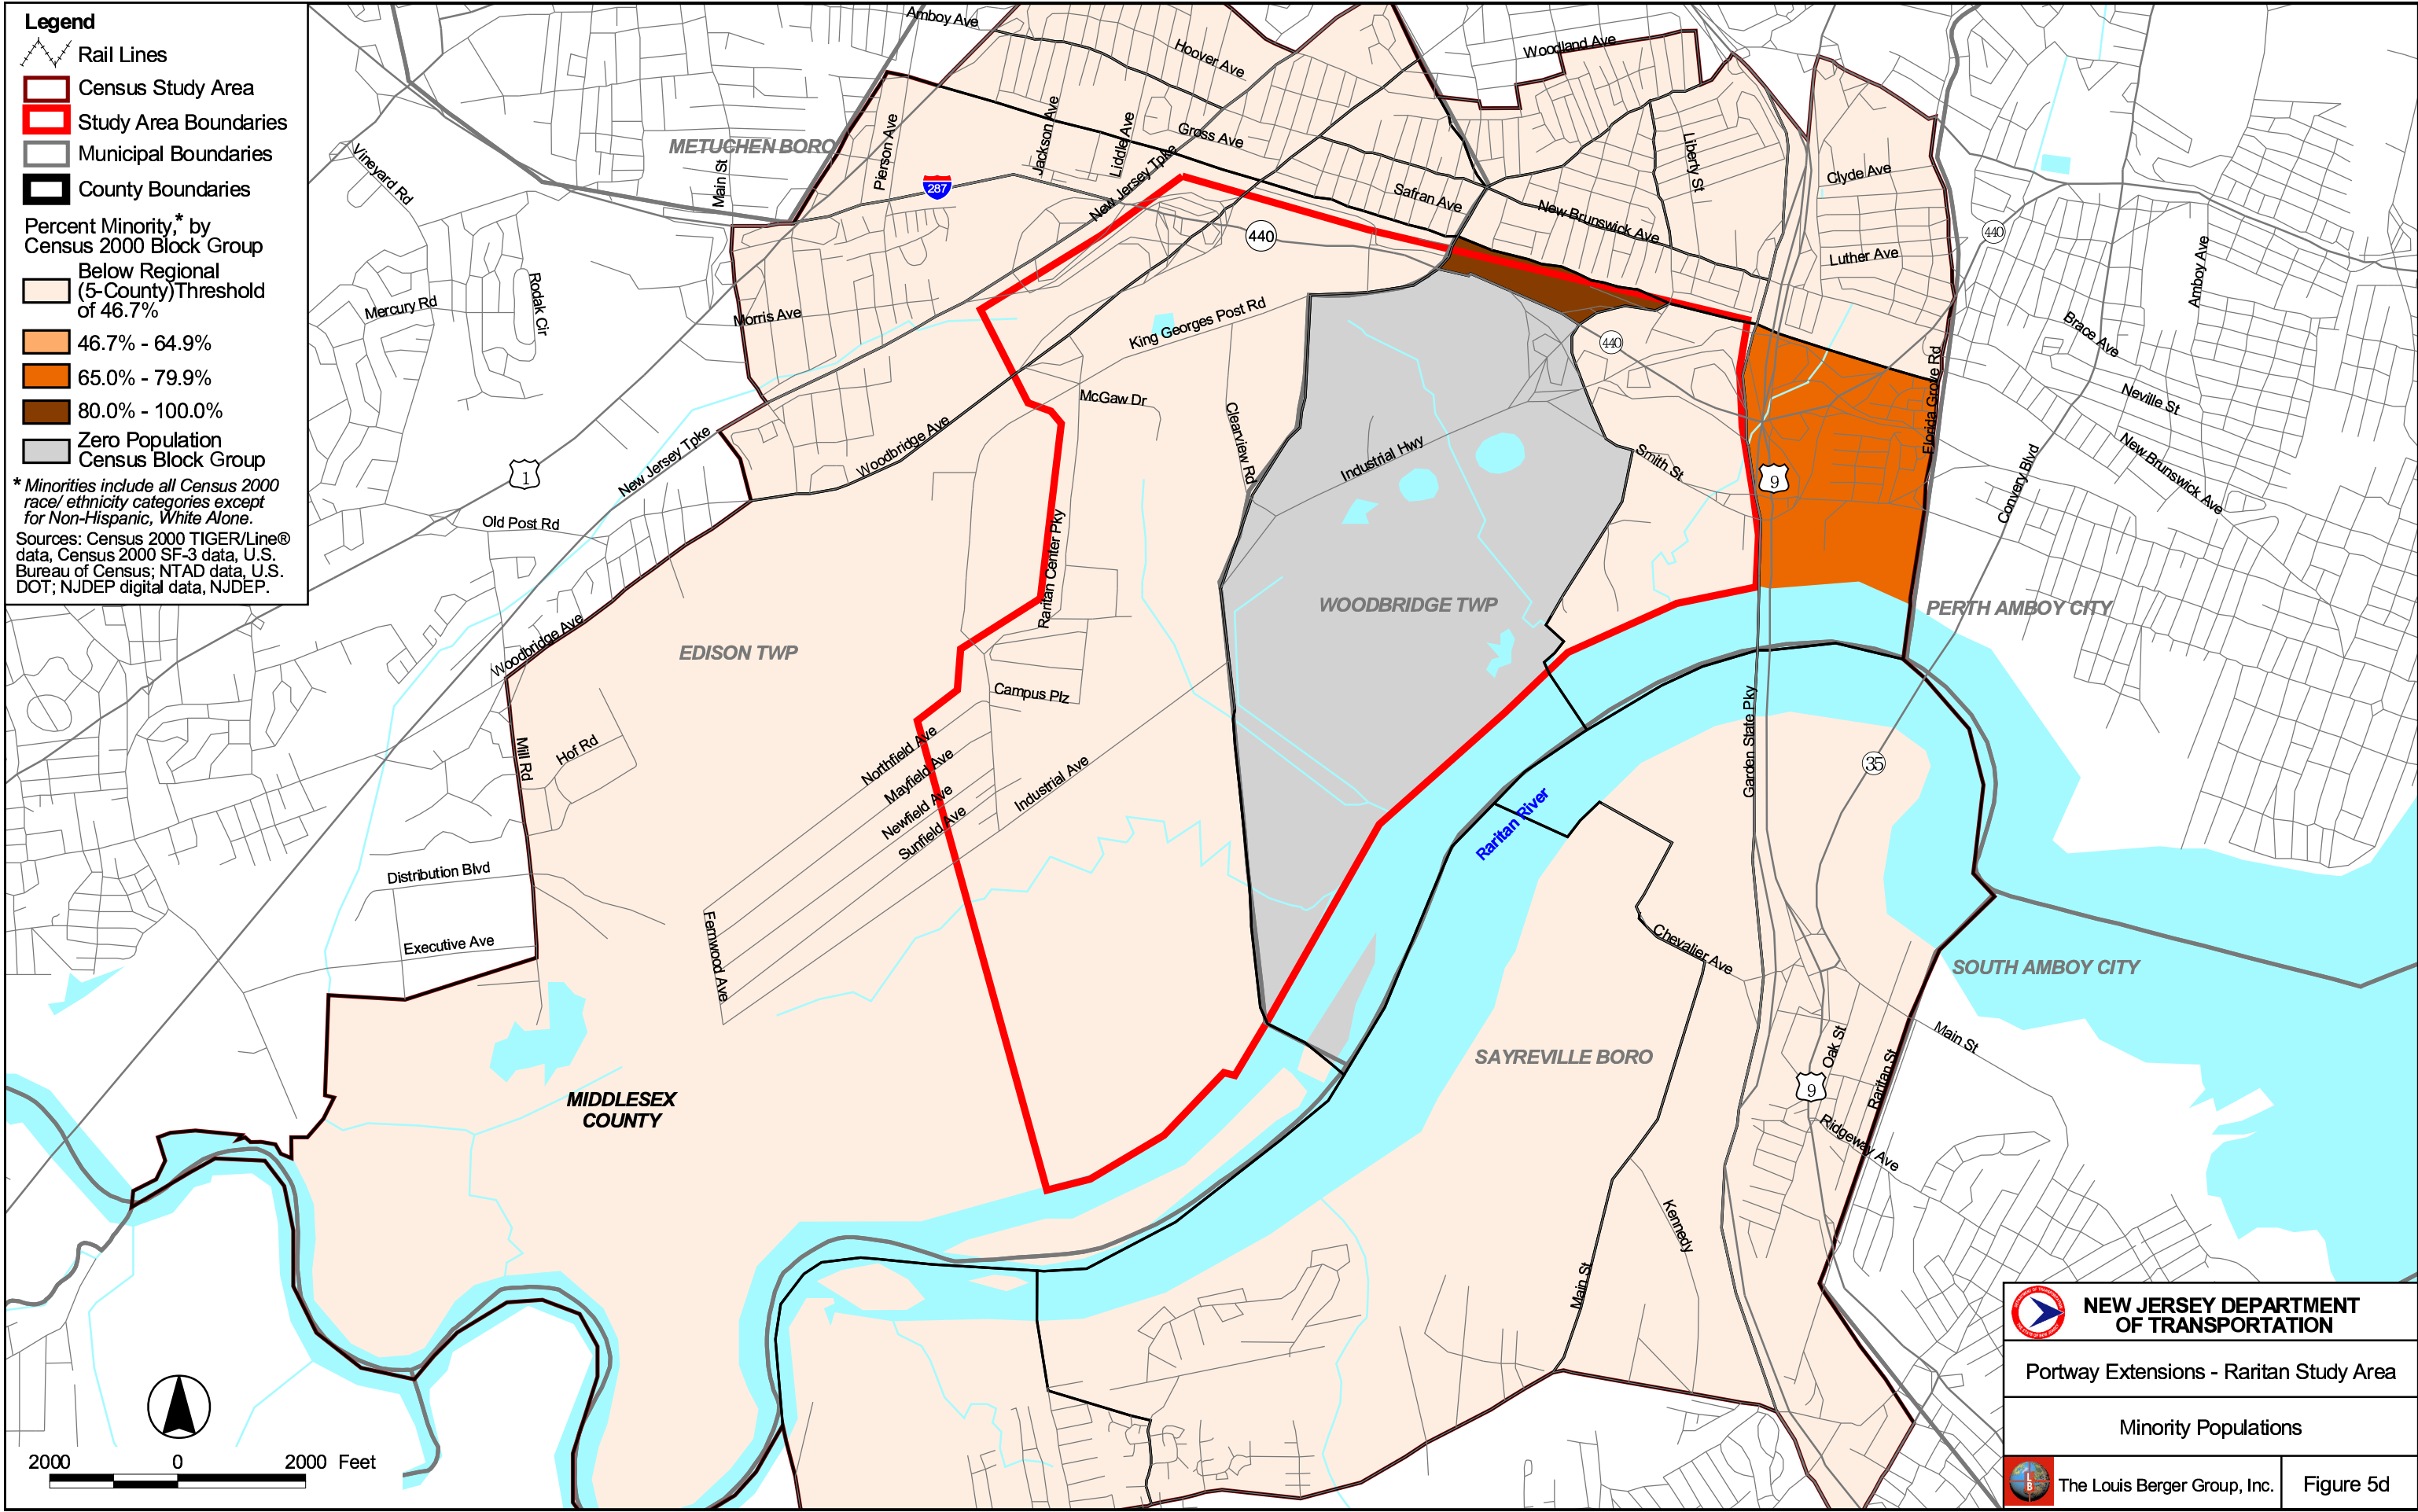 Legend
Rail Lines
Census Study Area
Study Area Boundaries
Municipal Boundaries
County Boundaries
Percent Minority,* by
Census 2000 Block Group
Below Regional
(5-County)Threshold
of 46.7%
46.7% - 64.9%
65.0% - 79.9%
80.0% - 100.0%
Zero Population
Census Block Group
* Minorities include all Census 2000
race/ ethnicity categories except
for Non-Hispanic, White Alone.
Sources: Census 2000 TIGER/Line®
data, Census 2000 SF-3 data, U.S.
Bureau of Census; NTAD data, U.S.
DOT; NJDEP digital data, NJDEP.
Amboy Ave
Hoover Ave
Woodland Ave
METUCHEN BORO
Main St
Pierson Ave
Jackson Ave
Liddle Ave
Gross Ave
New Jersey Tpke
287
440
Safran Ave
New Brunswick Ave
Liberty St
Clyde Ave
Luther Ave
440
Amboy Ave
Vineyard Rd
Mercury Rd
Rodak Cir
Morris Ave
King Georges Post Rd
440
Brace Ave
Florida Grove Rd
Neville St
New Brunswick Ave
Convery Blvd
McGaw Dr
Clearview Rd
Industrial Hwy
Smith St
9
Woodbridge Ave
New Jersey Tpke
1
Old Post Rd
Raritan Center Pky
WOODBRIDGE TWP
PERTH AMBOY CITY
Woodbridge Ave
EDISON TWP
Campus Plz
Mill Rd
Hof Rd
Northfield Ave
Mayfield Ave
Newfield Ave
Sunfield Ave
Industrial Ave
Garden State Pky
35
Raritan River
Distribution Blvd
Executive Ave
Fernwood Ave
Chevalier Ave
SOUTH AMBOY CITY
Main St
Oak St
Raritan St
SAYREVILLE BORO
9
Ridgeway Ave
MIDDLESEX
COUNTY
Kennedy
Main St
2000 0 2000 Feet
NEW JERSEY DEPARTMENT
OF TRANSPORTATION
Portway Extensions - Raritan Study Area
Minority Populations
The Louis Berger Group, Inc.
Figure 5d